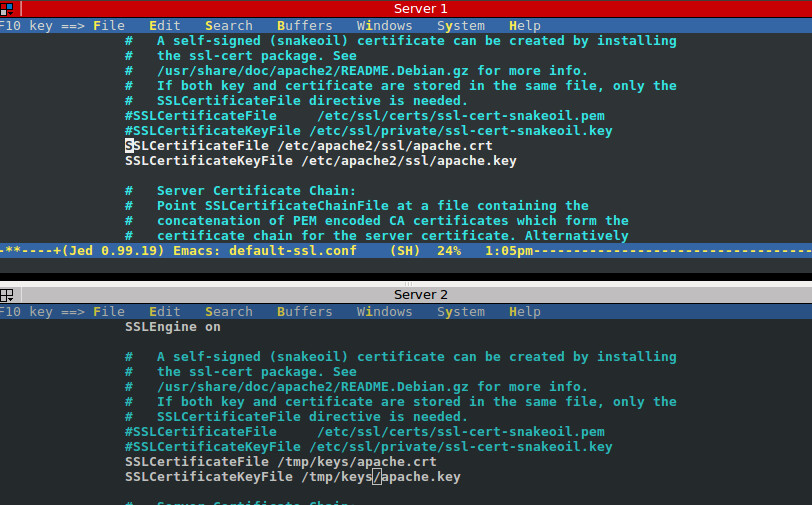 Server 1
F10 key ==> File   Edit   Search   Buffers   Windows   System   Help
#   A self-signed (snakeoil) certificate can be created by installing
#   the ssl-cert package. See
#   /usr/share/doc/apache2/README.Debian.gz for more info.
#   If both key and certificate are stored in the same file, only the
#   SSLCertificateFile directive is needed.
#SSLCertificateFile     /etc/ssl/certs/ssl-cert-snakeoil.pem
#SSLCertificateKeyFile /etc/ssl/private/ssl-cert-snakeoil.key
SSLCertificateFile /etc/apache2/ssl/apache.crt
SSLCertificateKeyFile /etc/apache2/ssl/apache.key
#   Server Certificate Chain:
#   Point SSLCertificateChainFile at a file containing the
#   concatenation of PEM encoded CA certificates which form the
#   certificate chain for the server certificate. Alternatively
-**----+(Jed 0.99.19) Emacs: default-ssl.conf    (SH)  24%   1:05pm-----------------------------------
Server 2
F10 key ==> File   Edit   Search   Buffers   Windows   System   Help
SSLEngine on
#   A self-signed (snakeoil) certificate can be created by installing
#   the ssl-cert package. See
#   /usr/share/doc/apache2/README.Debian.gz for more info.
#   If both key and certificate are stored in the same file, only the
#   SSLCertificateFile directive is needed.
#SSLCertificateFile     /etc/ssl/certs/ssl-cert-snakeoil.pem
#SSLCertificateKeyFile /etc/ssl/private/ssl-cert-snakeoil.key
SSLCertificateFile /tmp/keys/apache.crt
SSLCertificateKeyFile /tmp/keys/apache.key
#   Server Certificate Chain: